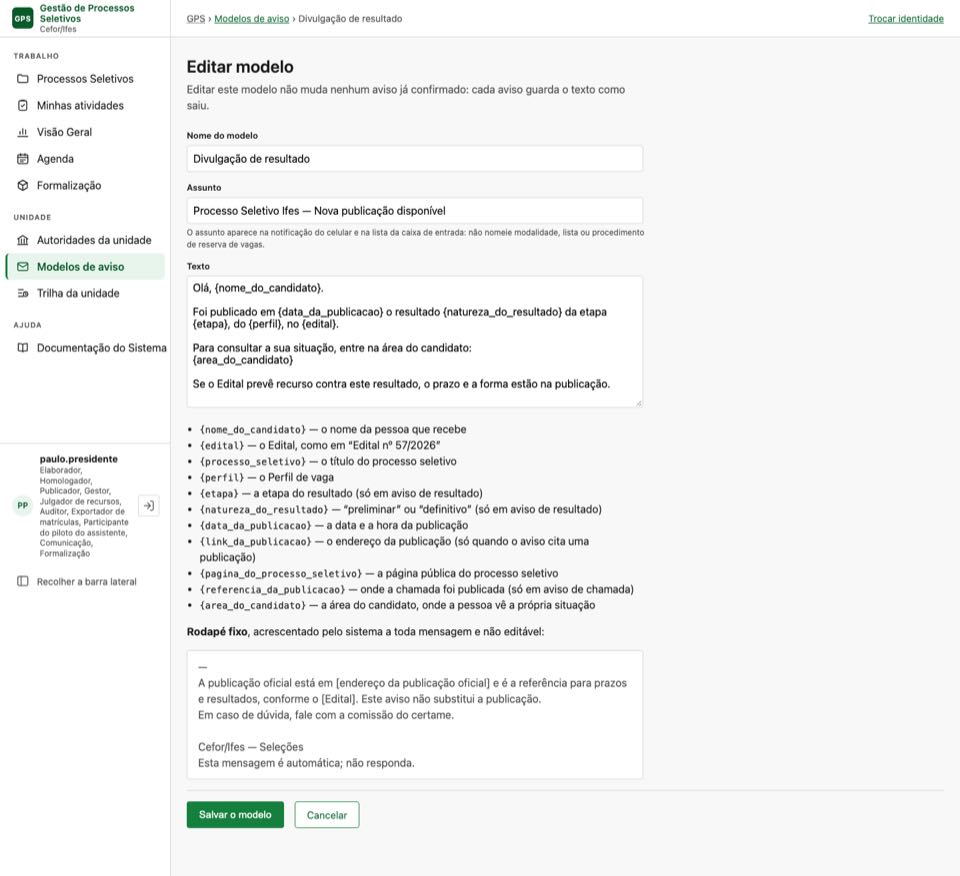 GPS
Gestão de Processos
Seletivos
Cefor/Ifes
GPS › Modelos de aviso › Divulgação de resultado
Trocar identidade
TRABALHO
Processos Seletivos
Minhas atividades
Visão Geral
Agenda
Formalização
UNIDADE
Autoridades da unidade
Modelos de aviso
Trilha da unidade
AJUDA
Documentação do Sistema
PP
paulo.presidente
Elaborador,
Homologador,
Publicador, Gestor,
Julgador de recursos,
Auditor, Exportador de
matrículas, Participante
do piloto do assistente,
Comunicação,
Formalização
Recolher a barra lateral
Editar modelo
Editar este modelo não muda nenhum aviso já confirmado: cada aviso guarda o texto como
saiu.
Nome do modelo
Divulgação de resultado
Assunto
Processo Seletivo Ifes — Nova publicação disponível
O assunto aparece na notificação do celular e na lista da caixa de entrada: não nomeie modalidade, lista ou procedimento
de reserva de vagas.
Texto
Olá, {nome_do_candidato}.
Foi publicado em {data_da_publicacao} o resultado {natureza_do_resultado} da etapa
{etapa}, do {perfil}, no {edital}.
Para consultar a sua situação, entre na área do candidato:
{area_do_candidato}
Se o Edital prevê recurso contra este resultado, o prazo e a forma estão na publicação.
• {nome_do_candidato} — o nome da pessoa que recebe
• {edital} — o Edital, como em “Edital nº 57/2026”
• {processo_seletivo} — o título do processo seletivo
• {perfil} — o Perfil de vaga
• {etapa} — a etapa do resultado (só em aviso de resultado)
• {natureza_do_resultado} — “preliminar” ou “definitivo” (só em aviso de resultado)
• {data_da_publicacao} — a data e a hora da publicação
• {link_da_publicacao} — o endereço da publicação (só quando o aviso cita uma
publicação)
• {pagina_do_processo_seletivo} — a página pública do processo seletivo
• {referencia_da_publicacao} — onde a chamada foi publicada (só em aviso de chamada)
• {area_do_candidato} — a área do candidato, onde a pessoa vê a própria situação
Rodapé fixo, acrescentado pelo sistema a toda mensagem e não editável:
—
A publicação oficial está em [endereço da publicação oficial] e é a referência para prazos
e resultados, conforme o [Edital]. Este aviso não substitui a publicação.
Em caso de dúvida, fale com a comissão do certame.
Cefor/Ifes — Seleções
Esta mensagem é automática; não responda.
Salvar o modelo
Cancelar